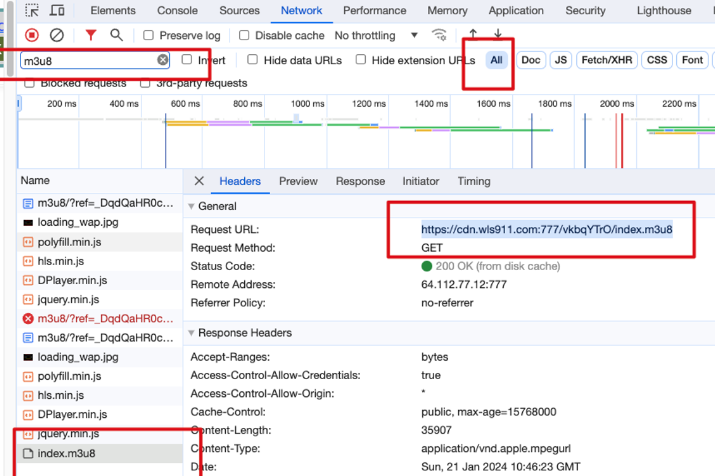 Elements Console Sources Network Performance Memory Application Security Lighthouse
Preserve log Disable cache No throttling
m3u8 Invert Hide data URLs Hide extension URLs All Doc JS Fetch/XHR CSS Font
Blocked requests 3rd-party requests
200 ms 400 ms 600 ms 800 ms 1000 ms 1200 ms 1400 ms 1600 ms 1800 ms 2000 ms 2200 ms
Name
m3u8/?ref=_DqdQaHR0c...
loading_wap.jpg
polyfill.min.js
hls.min.js
DPlayer.min.js
jquery.min.js
m3u8/?ref=_DqdQaHR0c...
m3u8/?ref=_DqdQaHR0c...
loading_wap.jpg
polyfill.min.js
hls.min.js
DPlayer.min.js
jquery.min.js
index.m3u8
Headers Preview Response Initiator Timing
General
Request URL: https://cdn.wls911.com:777/vkbqYTrO/index.m3u8
Request Method: GET
Status Code: 200 OK (from disk cache)
Remote Address: 64.112.77.12:777
Referrer Policy: no-referrer
Response Headers
Accept-Ranges: bytes
Access-Control-Allow-Credentials: true
Access-Control-Allow-Origin: *
Cache-Control: public, max-age=15768000
Content-Length: 35907
Content-Type: application/vnd.apple.mpegurl
Date: Sun, 21 Jan 2024 10:46:23 GMT